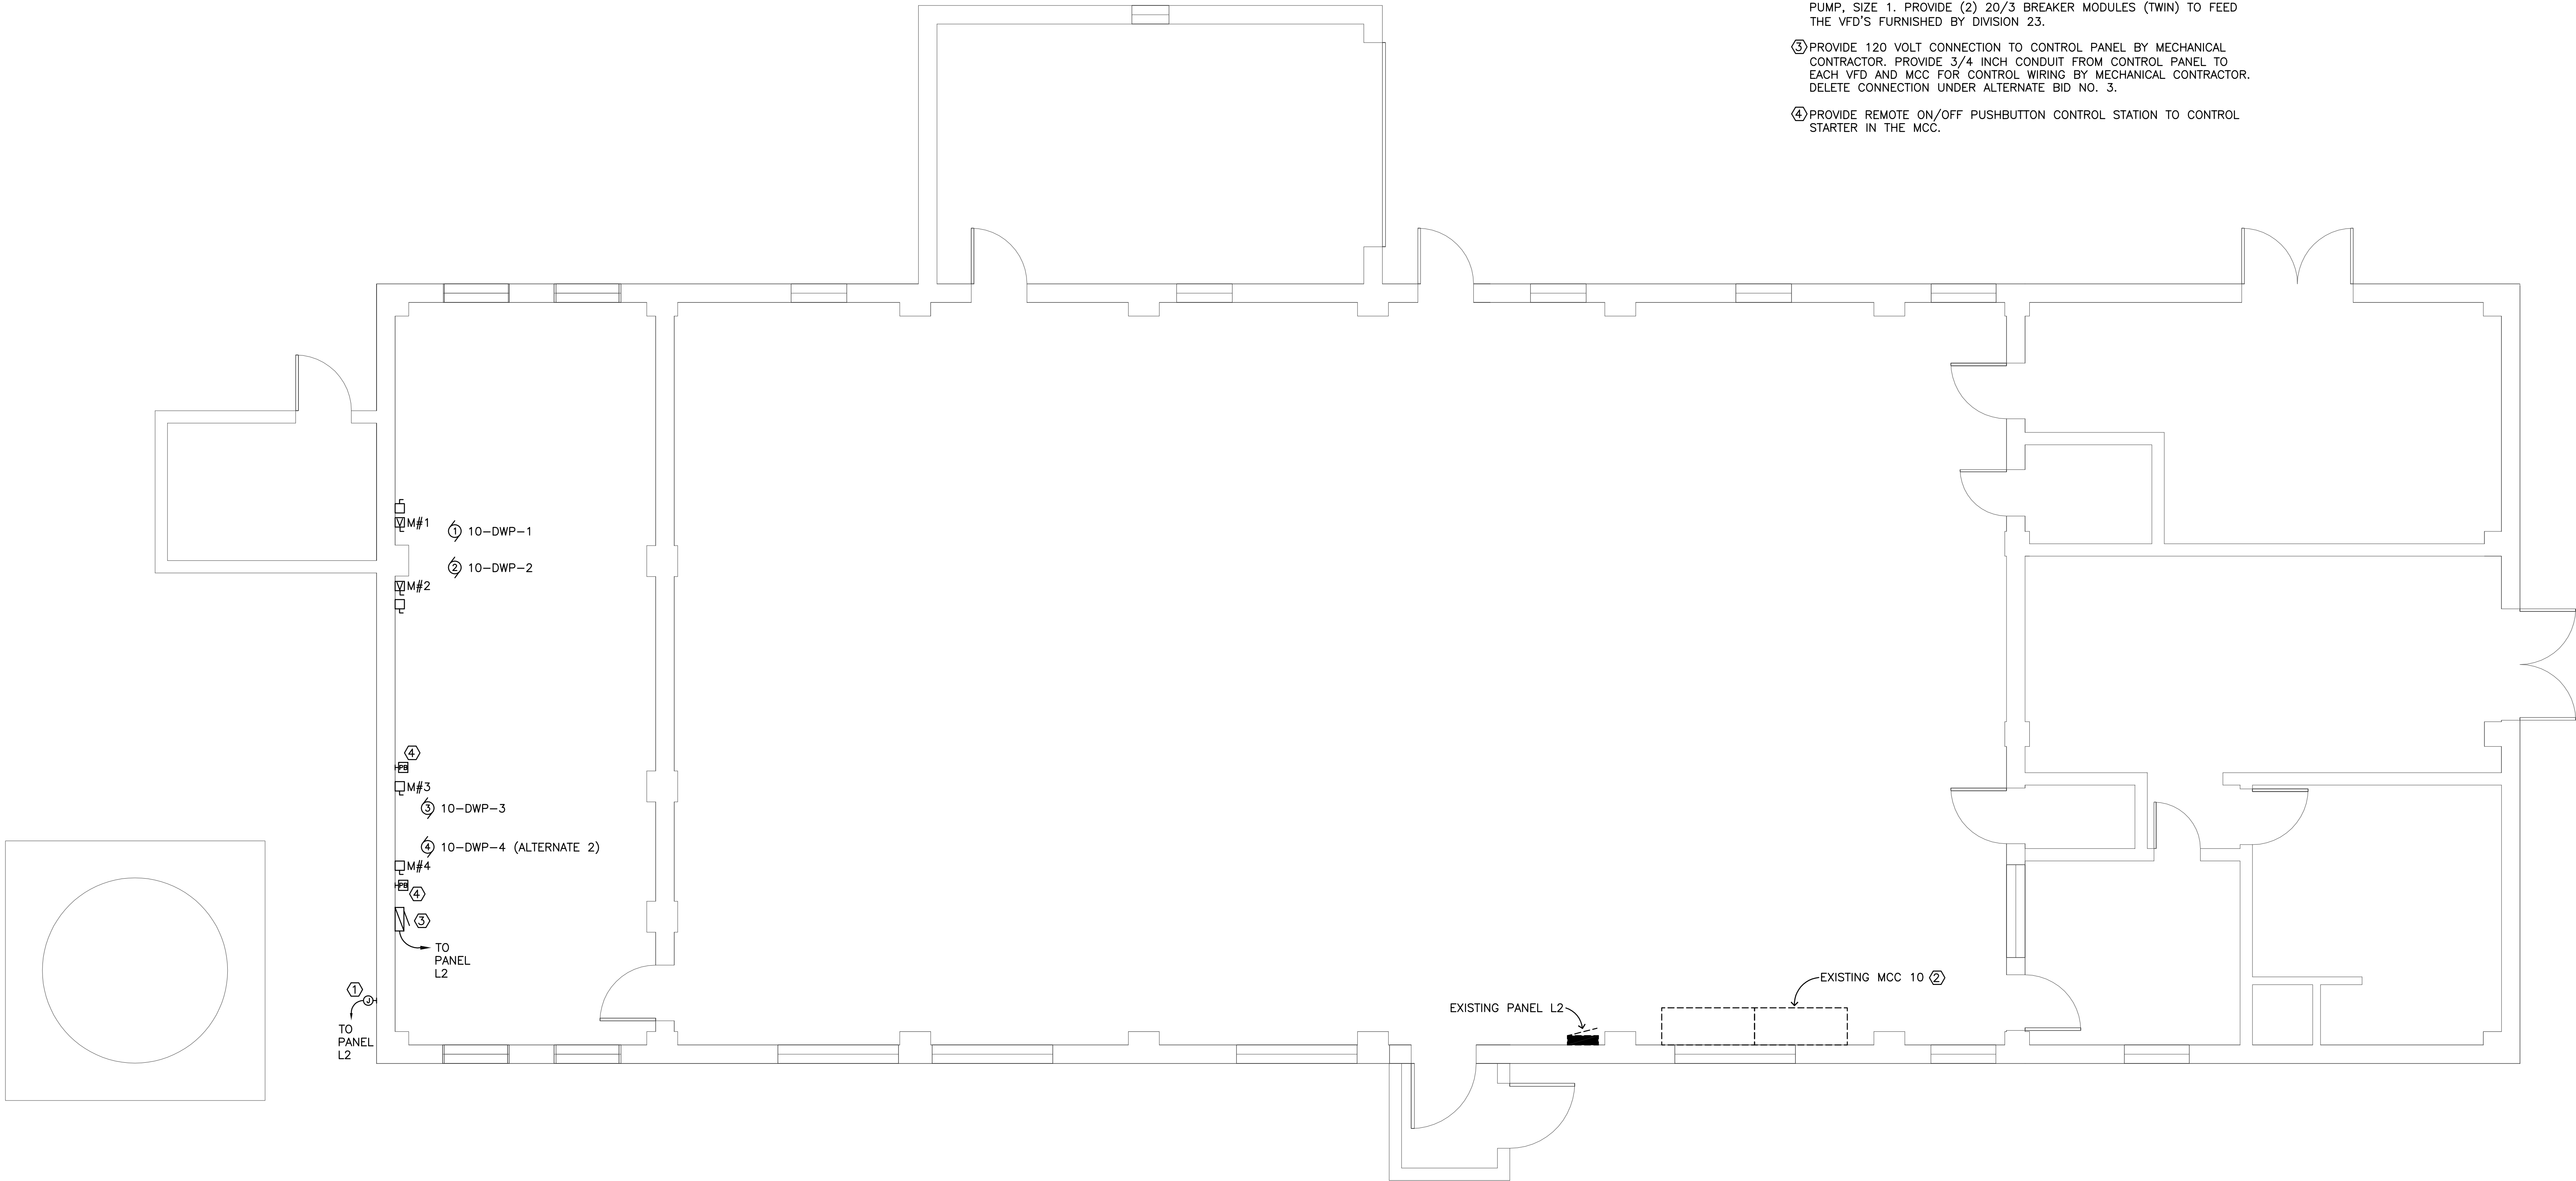 PUMP, SIZE 1. PROVIDE (2) 20/3 BREAKER MODULES (TWIN) TO FEED
THE VFD'S FURNISHED BY DIVISION 23.
3 PROVIDE 120 VOLT CONNECTION TO CONTROL PANEL BY MECHANICAL
CONTRACTOR. PROVIDE 3/4 INCH CONDUIT FROM CONTROL PANEL TO
EACH VFD AND MCC FOR CONTROL WIRING BY MECHANICAL CONTRACTOR.
DELETE CONNECTION UNDER ALTERNATE BID NO. 3.
4 PROVIDE REMOTE ON/OFF PUSHBUTTON CONTROL STATION TO CONTROL
STARTER IN THE MCC.
V M#1
1 10-DWP-1
2 10-DWP-2
V M#2
4
PB
M#3
3 10-DWP-3
4 10-DWP-4 (ALTERNATE 2)
M#4
PB
4
3
TO
PANEL
L2
1
J
TO
PANEL
L2
EXISTING MCC 10 2
EXISTING PANEL L2